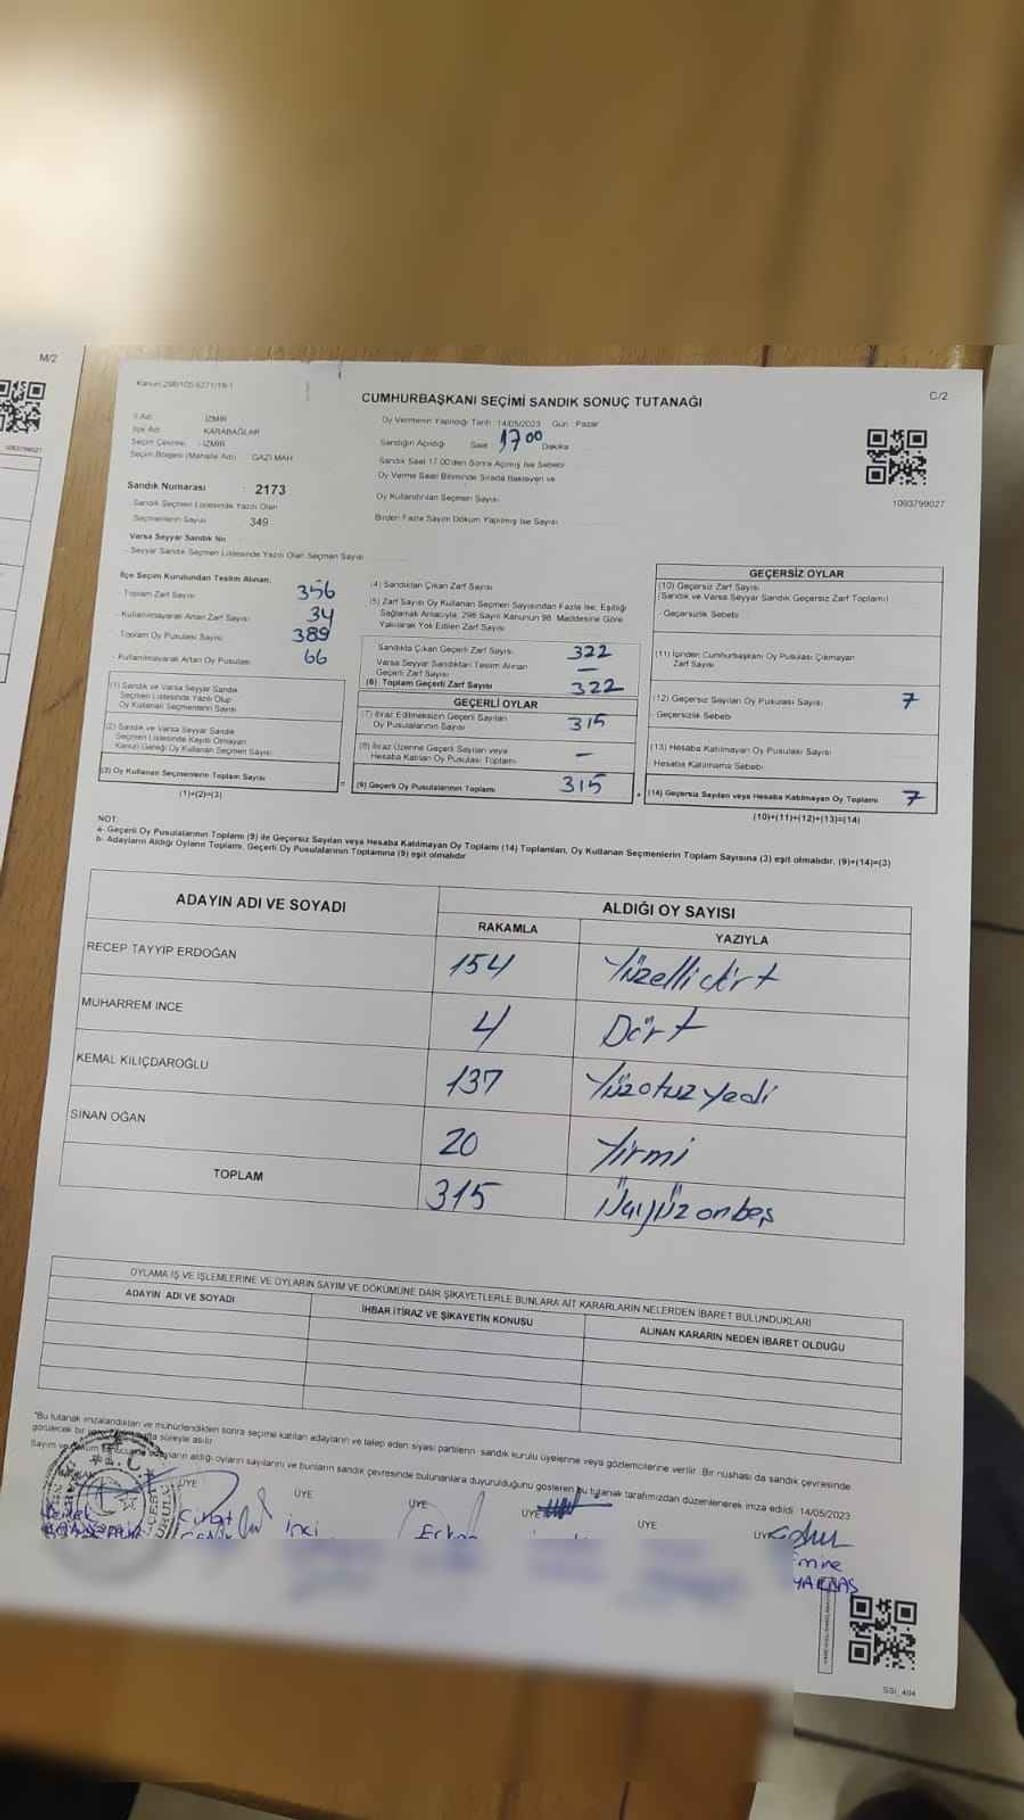 M/2
Kanun:298/105-6271/18-1
C/2
CUMHURBAŞKANI SEÇİMİ SANDIK SONUÇ TUTANAĞI
İl Adı : İZMİR
İlçe Adı : KARABAĞLAR
Seçim Çevresi : İZMİR
Seçim Bölgesi (Mahalle Adı) : GAZİ MAH
Oy Vermenin Yapıldığı Tarih : 14/05/2023 Gün : Pazar
Sandığın Açıldığı Saat : 17 00 Dakika
Sandık Saat 17.00'den Sonra Açılmış İse Sebebi
Oy Verme Saati Bitiminde Sırada Bekleyen ve
Oy Kullandırılan Seçmen Sayısı
Birden Fazla Sayım Döküm Yapılmış İse Sayısı
1093799027
Sandık Numarası : 2173
Sandık Seçmen Listesinde Yazılı Olan
Seçmenlerin Sayısı : 349
Varsa Seyyar Sandık No
- Seyyar Sandık Seçmen Listesinde Yazılı Olan Seçmen Sayısı
İlçe Seçim Kurulundan Teslim Alınan;
- Toplam Zarf Sayısı 356
- Kullanılmayarak Artan Zarf Sayısı 34
- Toplam Oy Pusulası Sayısı 389
- Kullanılmayarak Artan Oy Pusulası 66
(1) Sandık ve Varsa Seyyar Sandık
Seçmen Listesinde Yazılı Olup
Oy Kullanan Seçmenlerin Sayısı
(2) Sandık ve Varsa Seyyar Sandık
Seçmen Listesinde Kayıtlı Olmayan
Kanun Gereği Oy Kullanan Seçmen Sayısı
(3) Oy Kullanan Seçmenlerin Toplam Sayısı
(1)+(2)=(3)
(4) Sandıktan Çıkan Zarf Sayısı
(5) Zarf Sayısı Oy Kullanan Seçmen Sayısından Fazla İse, Eşitliği
Sağlamak Amacıyla, 298 Sayılı Kanunun 98. Maddesine Göre
Yakılarak Yok Edilen Zarf Sayısı
Sandıkta Çıkan Geçerli Zarf Sayısı 322
Varsa Seyyar Sandıktan Teslim Alınan
Geçerli Zarf Sayısı —
(6) Toplam Geçerli Zarf Sayısı 322
GEÇERLİ OYLAR
(7) İtiraz Edilmeksizin Geçerli Sayılan
Oy Pusulalarının Sayısı 315
(8) İtiraz Üzerine Geçerli Sayılan veya
Hesaba Katılan Oy Pusulası Toplamı —
(9) Geçerli Oy Pusulalarının Toplamı 315
GEÇERSİZ OYLAR
(10) Geçersiz Zarf Sayısı
(Sandık ve Varsa Seyyar Sandık Geçersiz Zarf Toplamı)
- Geçersizlik Sebebi
(11) İçinden Cumhurbaşkanı Oy Pusulası Çıkmayan
Zarf Sayısı
(12) Geçersiz Sayılan Oy Pusulası Sayısı 7
- Geçersizlik Sebebi
(13) Hesaba Katılmayan Oy Pusulası Sayısı
Hesaba Katılmama Sebebi
(14) Geçersiz Sayılan veya Hesaba Katılmayan Oy Toplamı 7
(10)+(11)+(12)+(13)=(14)
NOT:
a- Geçerli Oy Pusulalarının Toplamı (9) ile Geçersiz Sayılan veya Hesaba Katılmayan Oy Toplamı (14) Toplamları, Oy Kullanan Seçmenlerin Toplam Sayısına (3) eşit olmalıdır. (9)+(14)=(3)
b- Adayların Aldığı Oyların Toplamı, Geçerli Oy Pusulalarının Toplamına (9) eşit olmalıdır
ADAYIN ADI VE SOYADI
ALDIĞI OY SAYISI
RAKAMLA YAZIYLA
RECEP TAYYİP ERDOĞAN 154 Yüzellidört
MUHARREM İNCE 4 Dört
KEMAL KILIÇDAROĞLU 137 Yüzotuzyedi
SİNAN OĞAN 20 Yirmi
TOPLAM 315 Üçyüzonbeş
OYLAMA İŞ VE İŞLEMLERİNE VE OYLARIN SAYIM VE DÖKÜMÜNE DAİR ŞİKAYETLERLE BUNLARA AİT KARARLARIN NELERDEN İBARET BULUNDUKLARI
ADAYIN ADI VE SOYADI İHBAR İTİRAZ VE ŞİKAYETİN KONUSU ALINAN KARARIN NEDEN İBARET OLDUĞU
"Bu tutanak imzalandıktan ve mühürlendikten sonra seçime katılan adayların ve talep eden siyasi partilerin sandık kurulu üyelerine veya gözlemcilerine verilir. Bir nüshası da sandık çevresinde
görülecek bir süreyle asılır
Sayım ve adayların aldığı oyların sayılarını ve bunların sandık çevresinde bulunanlara duyurulduğunu gösteren bu tutanak tarafımızdan düzenlenerek imza edildi. 14/05/2023
ÜYE ÜYE ÜYE ÜYE ÜYE ÜYE
T.C.
İnci
Emine
SSİ_404